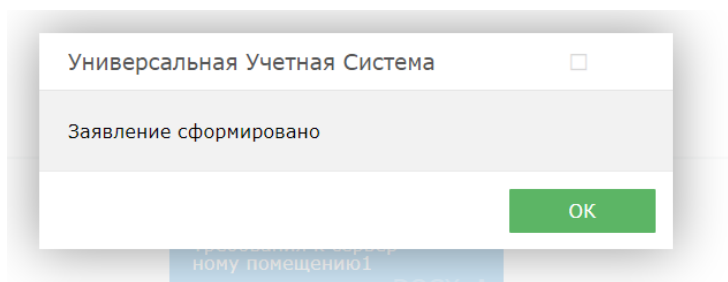 Универсальная Учетная Система
Заявление сформировано
OK
ному помещению1